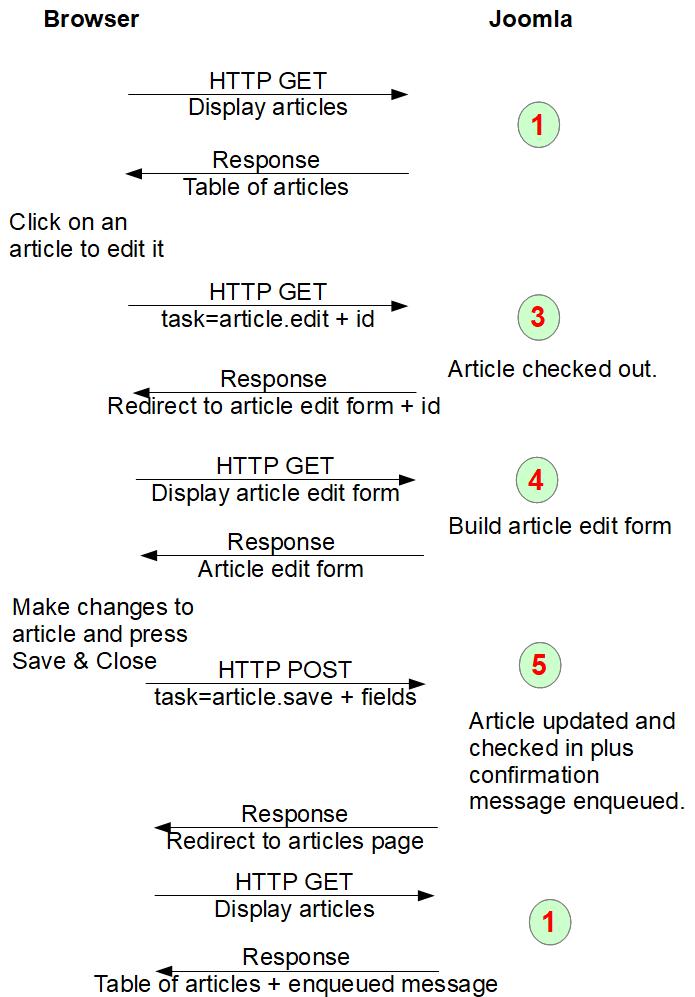 Browser
Joomla
HTTP GET
Display articles
1
Response
Table of articles
Click on an
article to edit it
HTTP GET
task=article.edit + id
3
Article checked out.
Response
Redirect to article edit form + id
HTTP GET
Display article edit form
4
Build article edit form
Response
Article edit form
Make changes to
article and press
Save & Close
HTTP POST
task=article.save + fields
5
Article updated and
checked in plus
confirmation
message enqueued.
Response
Redirect to articles page
HTTP GET
Display articles
1
Response
Table of articles + enqueued message